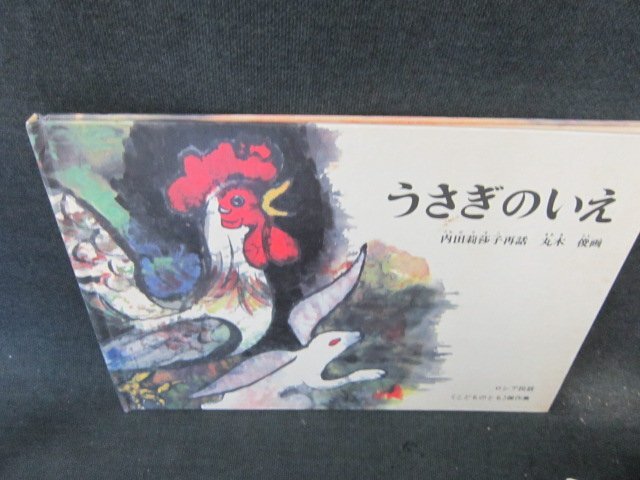 うさぎのいえ
内田莉莎子再話 丸木 俊画
ロシア民話
《こどものとも》傑作集